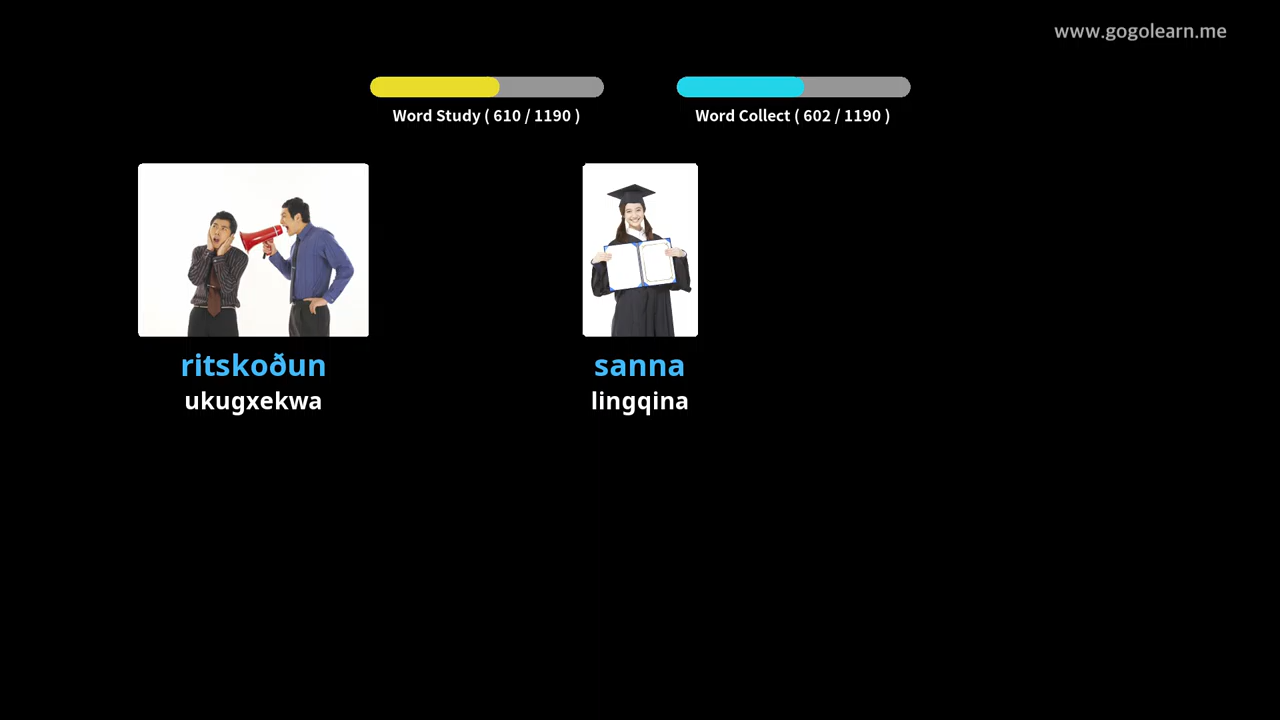 www.gogolearn.me
Word Study ( 610 / 1190 )
Word Collect ( 602 / 1190 )
ritskoðun
ukugxekwa
sanna
lingqina